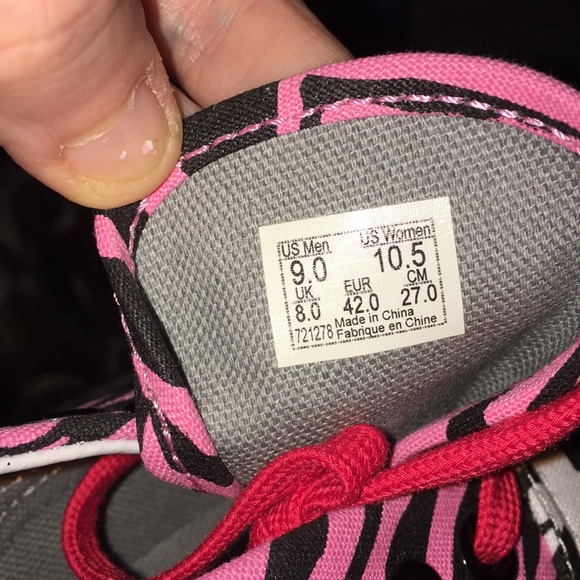 US Men US Women
9.0 10.5
UK EUR CM
8.0 42.0 27.0
Made in China
721278 Fabrique en Chine